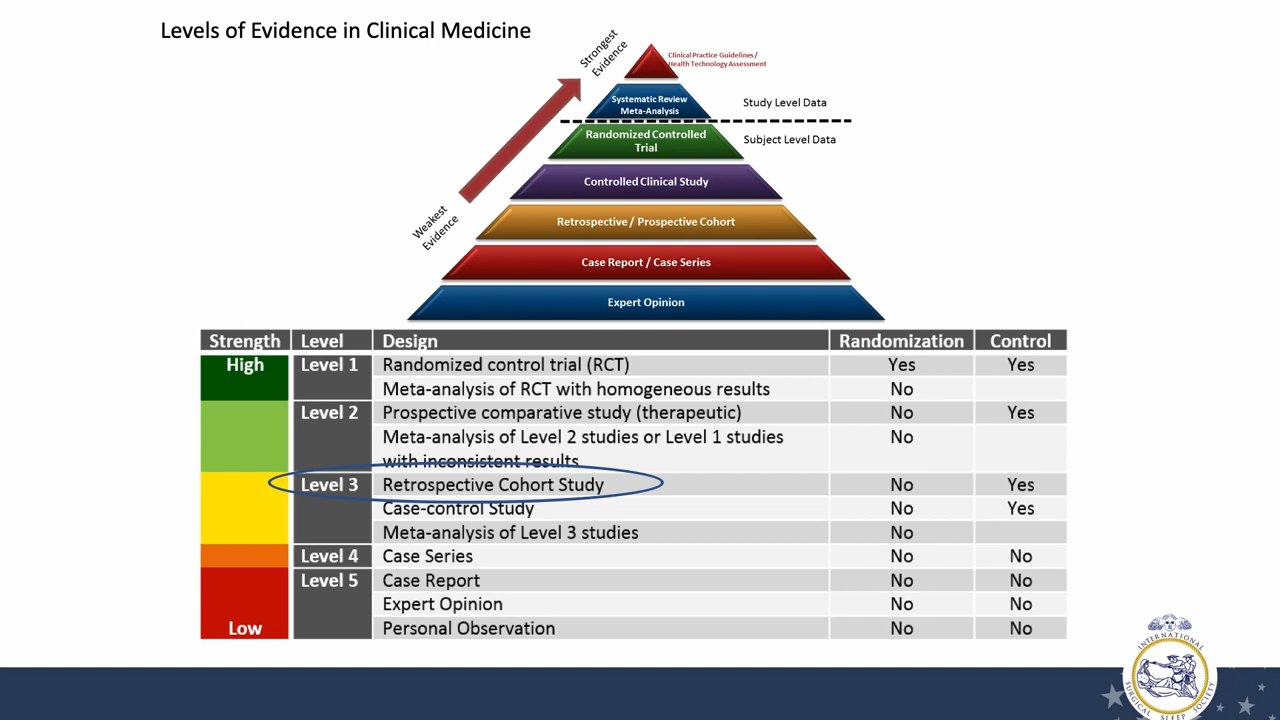 Levels of Evidence in Clinical Medicine
Strongest
Evidence
Weakest
Evidence
Clinical Practice Guidelines /
Health Technology Assessment
Systematic Review
Meta-Analysis
Study Level Data
Randomized Controlled
Trial
Subject Level Data
Controlled Clinical Study
Retrospective / Prospective Cohort
Case Report / Case Series
Expert Opinion
Strength Level Design Randomization Control
High Level 1 Randomized control trial (RCT) Yes Yes
Meta-analysis of RCT with homogeneous results No
Level 2 Prospective comparative study (therapeutic) No Yes
Meta-analysis of Level 2 studies or Level 1 studies No
with inconsistent results
Level 3 Retrospective Cohort Study No Yes
Case-control Study No Yes
Meta-analysis of Level 3 studies No
Level 4 Case Series No No
Level 5 Case Report No No
Expert Opinion No No
Low Personal Observation No No
INTERNATIONAL
SURGICAL SLEEP SOCIETY